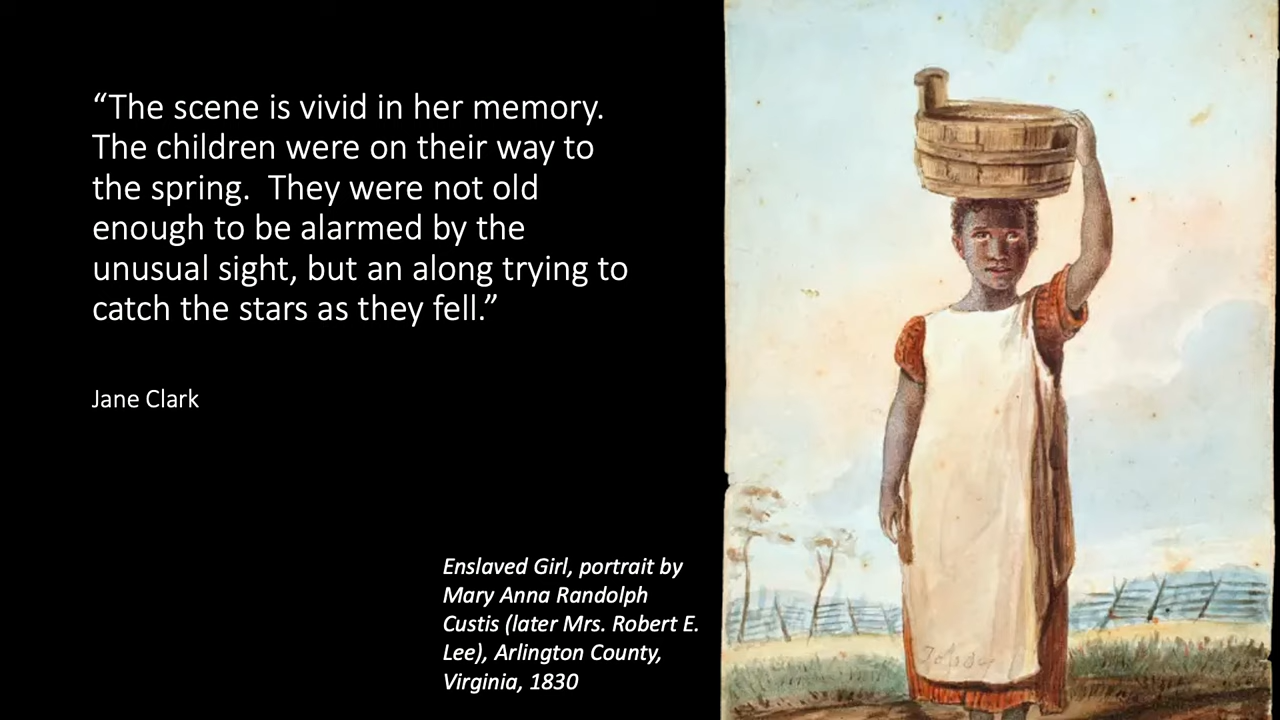 “The scene is vivid in her memory.
The children were on their way to
the spring.  They were not old
enough to be alarmed by the
unusual sight, but an along trying to
catch the stars as they fell.”
Jane Clark
Enslaved Girl, portrait by
Mary Anna Randolph
Custis (later Mrs. Robert E.
Lee), Arlington County,
Virginia, 1830